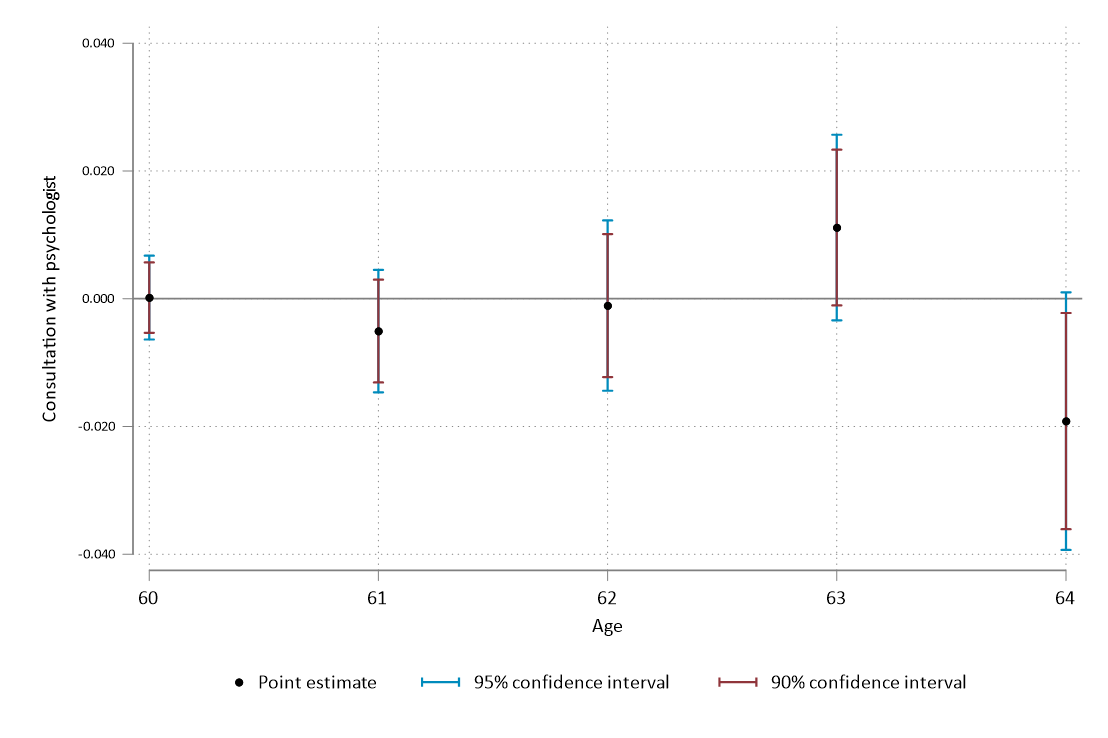 Consultation with psychologist
0.040
0.020
0.000
-0.020
-0.040
60 61 62 63 64
Age
Point estimate 95% confidence interval 90% confidence interval